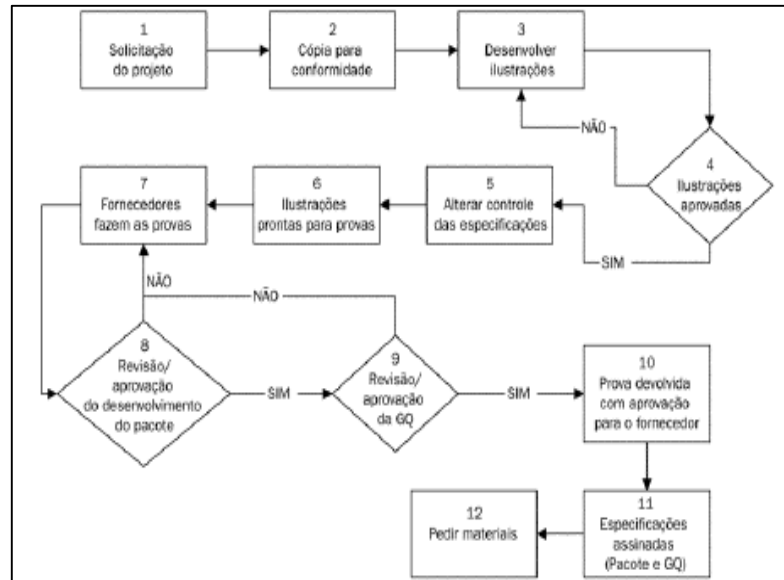 1
Solicitação
do projeto
2
Cópia para
conformidade
3
Desenvolver
ilustrações
NÃO
4
Ilustrações
aprovadas
SIM
5
Alterar controle
das especificações
6
Ilustrações
prontas para provas
7
Fornecedores
fazem as provas
NÃO
NÃO
8
Revisão/
aprovação
do desenvolvimento
do pacote
SIM
9
Revisão/
aprovação
da GQ
SIM
10
Prova devolvida
com aprovação
para o fornecedor
11
Especificações
assinadas
(Pacote e GQ)
12
Pedir materiais